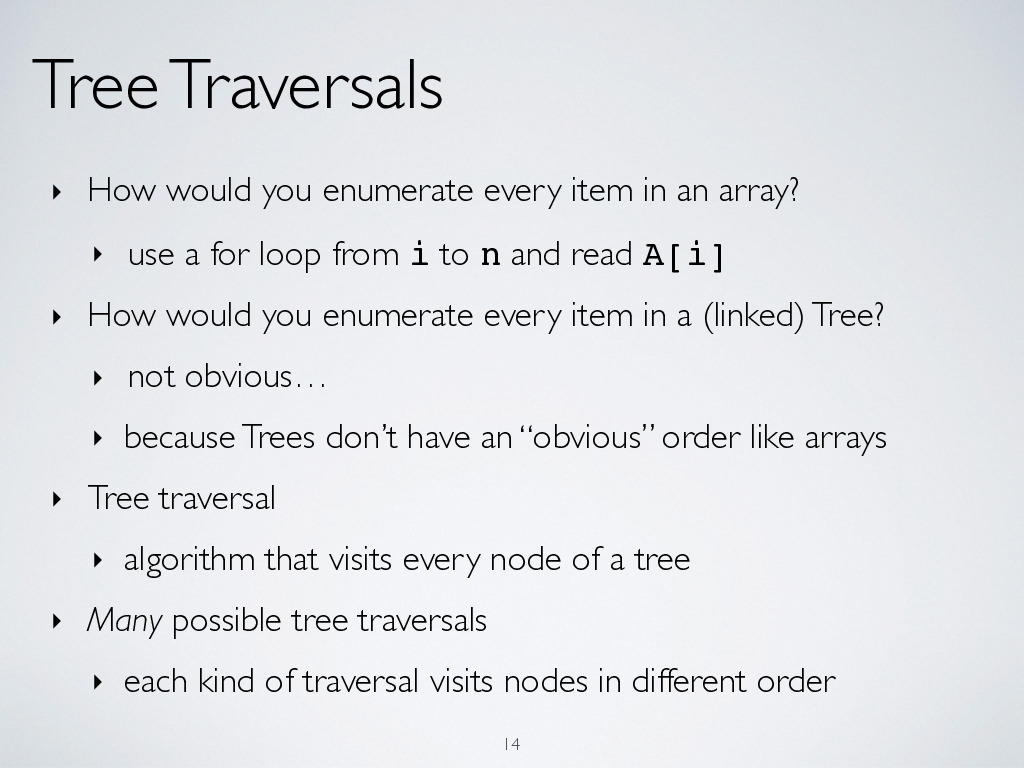 Tree Traversals
‣ How would you enumerate every item in an array?
‣ use a for loop from i to n and read A[i]
‣ How would you enumerate every item in a (linked) Tree?
‣ not obvious…
‣ because Trees don’t have an “obvious” order like arrays
‣ Tree traversal
‣ algorithm that visits every node of a tree
‣ Many possible tree traversals
‣ each kind of traversal visits nodes in different order
14